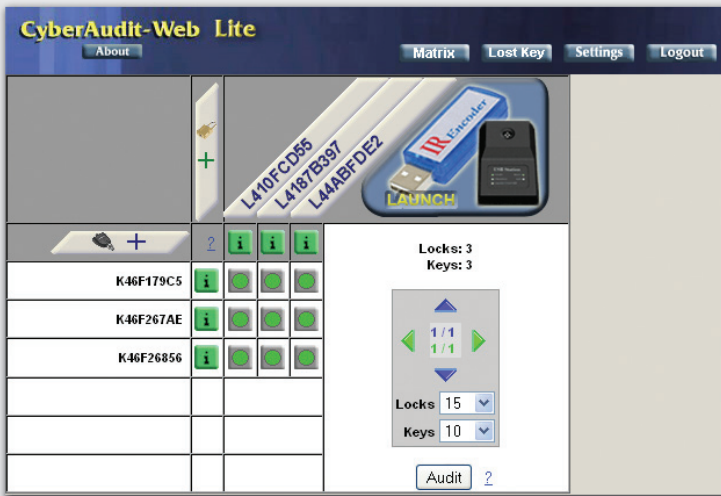 CyberAudit-Web Lite
About
Matrix Lost Key Settings Logout
L410FCD55
L4187B397
L44ABFDE2
IR Encoder
LAUNCH
?
Locks: 3
Keys: 3
K46F179C5
K46F267AE
K46F26856
1/1
1/1
Locks 15
Keys 10
Audit ?